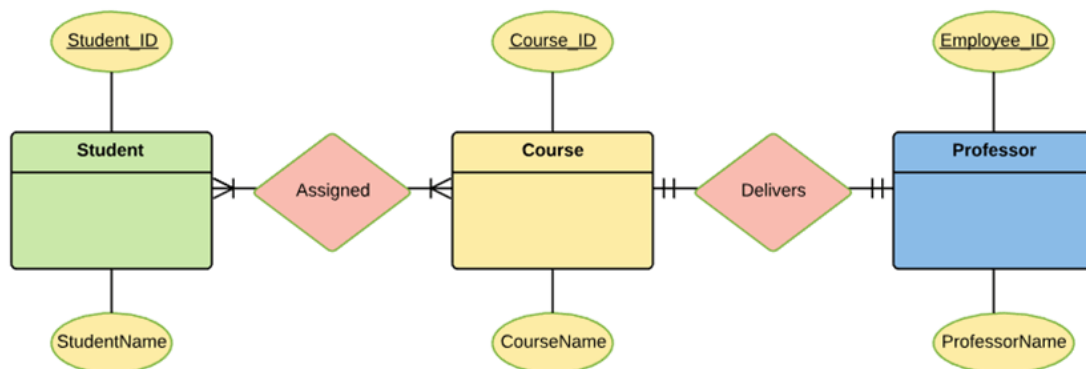 Student_ID
Course_ID
Employee_ID
Student
Course
Professor
Assigned
Delivers
StudentName
CourseName
ProfessorName